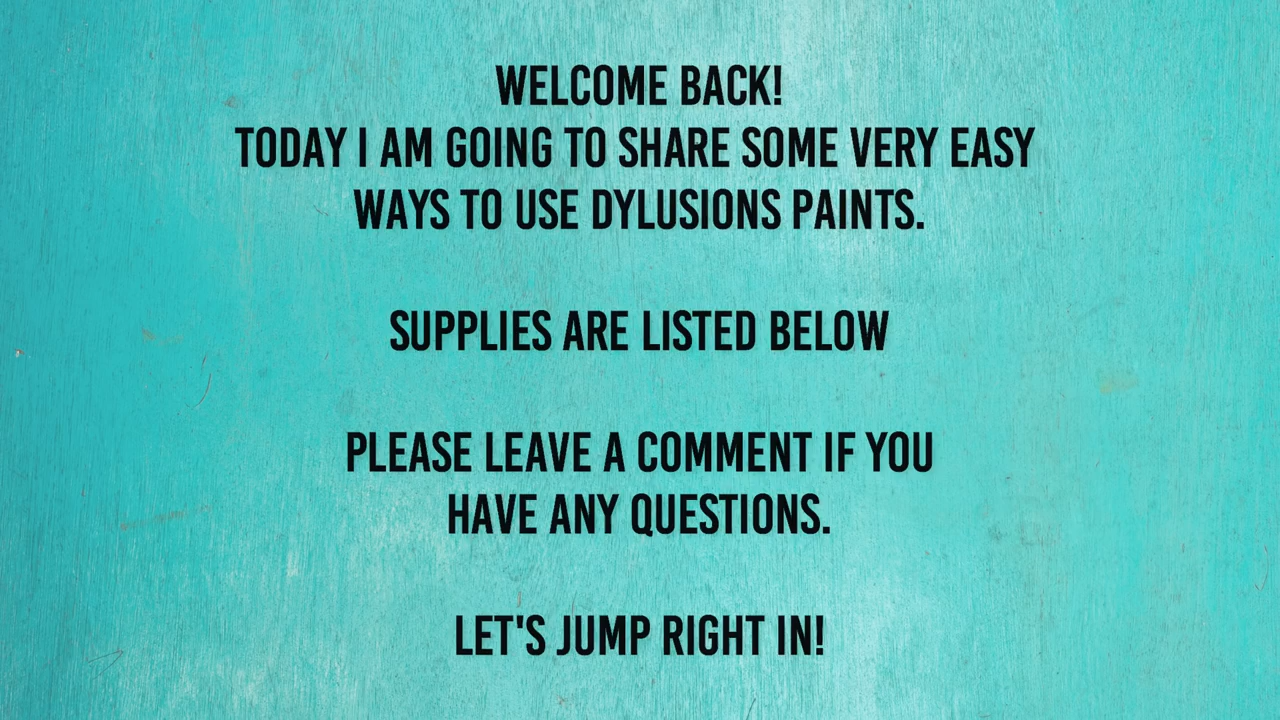 WELCOME BACK!
TODAY I AM GOING TO SHARE SOME VERY EASY
WAYS TO USE DYLUSIONS PAINTS.
SUPPLIES ARE LISTED BELOW
PLEASE LEAVE A COMMENT IF YOU
HAVE ANY QUESTIONS.
LET'S JUMP RIGHT IN!